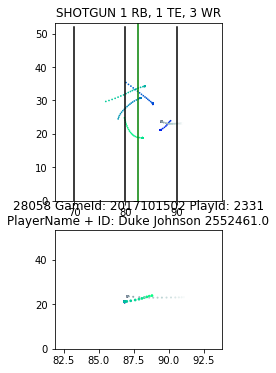 SHOTGUN 1 RB, 1 TE, 3 WR
50
40
30
20
10
0
70 80 90
28058 GameId: 2017101502 PlayId: 2331
PlayerName + ID: Duke Johnson 2552461.0
40
20
0
82.5 85.0 87.5 90.0 92.5